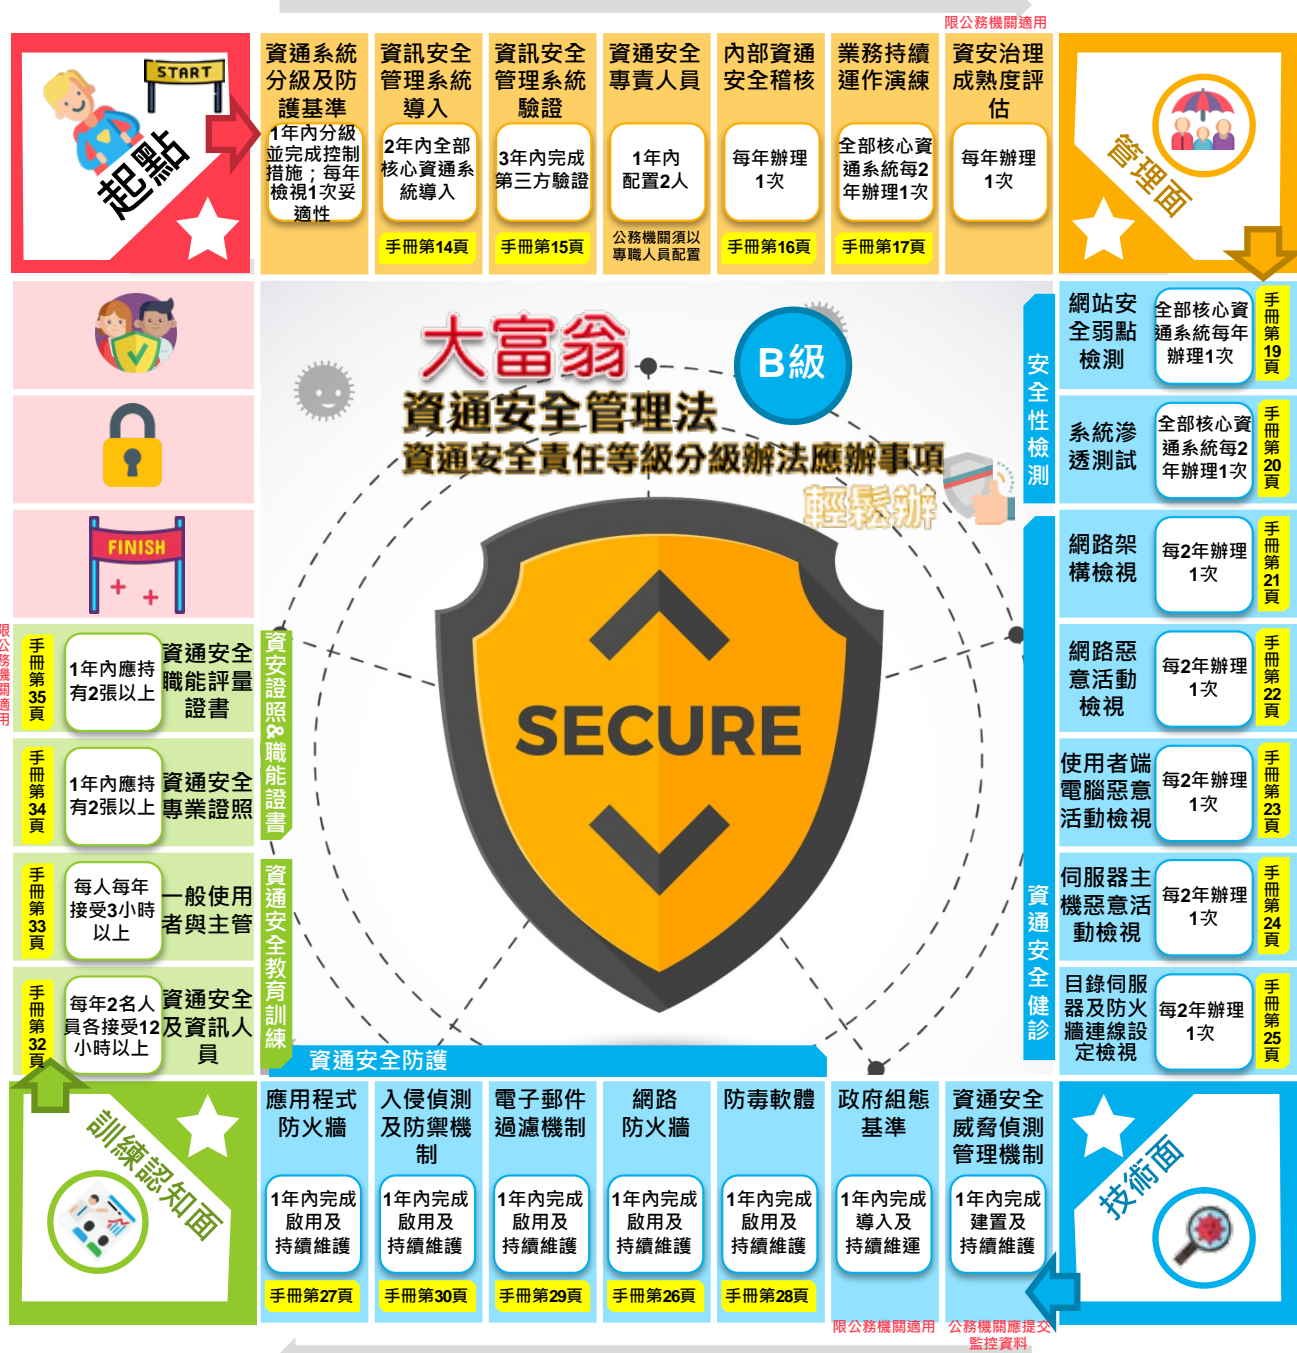 限公務機關適用
START
起點
資通系統
分級及防
護基準
1年內分級
並完成控制
措施；每年
檢視1次妥
適性
資訊安全
管理系統
導入
2年內全部
核心資通系
統導入
手冊第14頁
資訊安全
管理系統
驗證
3年內完成
第三方驗證
手冊第15頁
資通安全
專責人員
1年內
配置2人
公務機關須以
專職人員配置
內部資通
安全稽核
每年辦理
1次
手冊第16頁
業務持續
運作演練
全部核心資
通系統每2
年辦理1次
手冊第17頁
資安治理
成熟度評
估
每年辦理
1次
管理面
安全性檢測
網站安
全弱點
檢測
全部核心資
通系統每年
辦理1次
手冊第19頁
系統滲
透測試
全部核心資
通系統每2
年辦理1次
手冊第20頁
資通安全健診
網路架
構檢視
每2年辦理
1次
手冊第21頁
網路惡
意活動
檢視
每2年辦理
1次
手冊第22頁
使用者端
電腦惡意
活動檢視
每2年辦理
1次
手冊第23頁
伺服器主
機惡意活
動檢視
每2年辦理
1次
手冊第24頁
目錄伺服
器及防火
牆連線設
定檢視
每2年辦理
1次
手冊第25頁
技術面
資通安全
威脅偵測
管理機制
1年內完成
建置及
持續維護
公務機關應提交
監控資料
政府組態
基準
1年內完成
導入及
持續維運
限公務機關適用
防毒軟體
1年內完成
啟用及
持續維護
手冊第28頁
網路
防火牆
1年內完成
啟用及
持續維護
手冊第26頁
電子郵件
過濾機制
1年內完成
啟用及
持續維護
手冊第29頁
入侵偵測
及防禦機
制
1年內完成
啟用及
持續維護
手冊第30頁
應用程式
防火牆
1年內完成
啟用及
持續維護
手冊第27頁
資通安全防護
訓練認知面
資通安全教育訓練
資通安全
及資訊人
員
每年2名人
員各接受12
小時以上
手冊第32頁
一般使用
者與主管
每人每年
接受3小時
以上
手冊第33頁
資安證照&職能證書
資通安全
專業證照
1年內應持
有2張以上
手冊第34頁
資通安全
職能評量
證書
1年內應持
有2張以上
手冊第35頁
限公務機關適用
FINISH
大富翁
B級
資通安全管理法
資通安全責任等級分級辦法應辦事項
輕鬆辦
SECURE